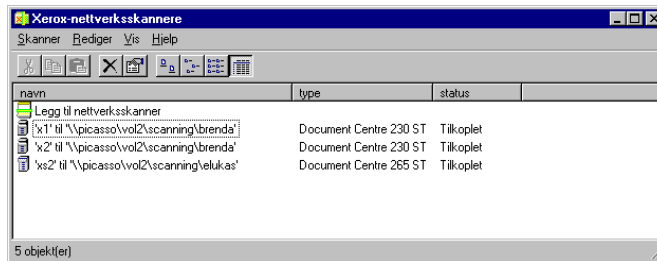 Xerox-nettverksskannere
Skanner Rediger Vis Hjelp
navn type status
Legg til nettverksskanner
'x1' til '\\picasso\vol2\scanning\brenda' Document Centre 230 ST Tilkoplet
'x2' til '\\picasso\vol2\scanning\brenda' Document Centre 230 ST Tilkoplet
'xs2' til '\\picasso\vol2\scanning\elukas' Document Centre 265 ST Tilkoplet
5 objekt(er)